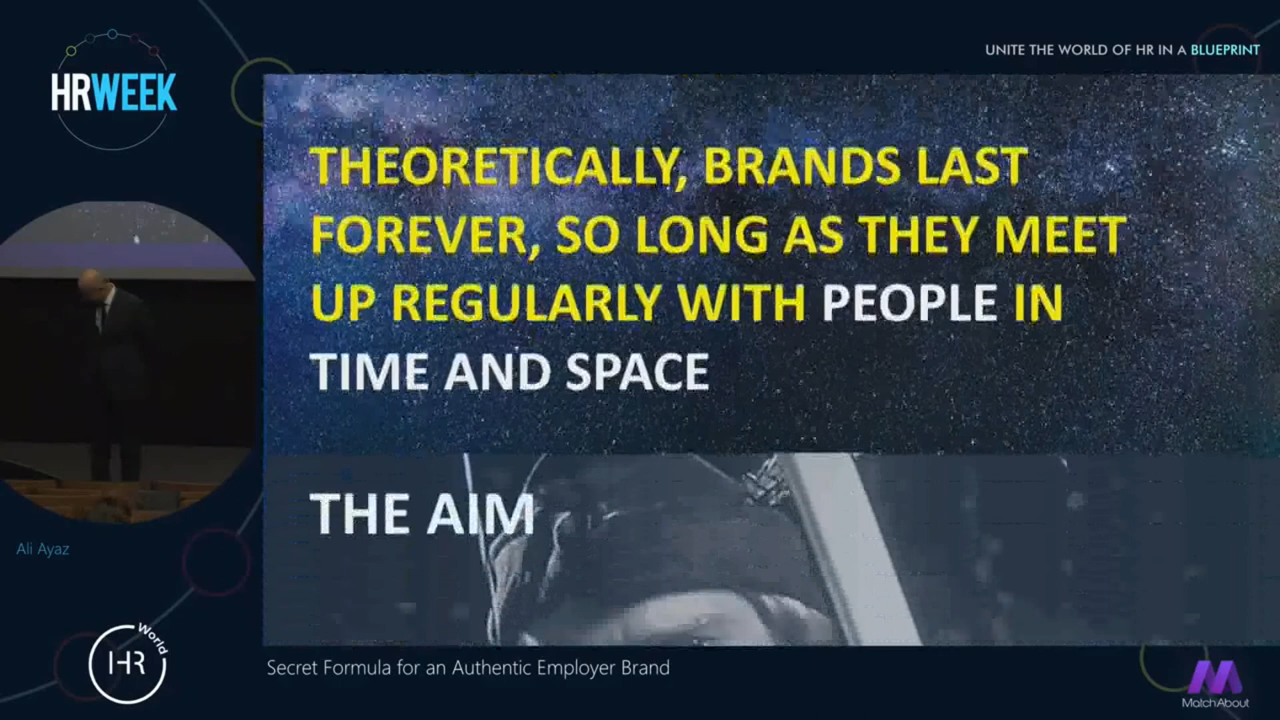 HRWEEK
UNITE THE WORLD OF HR IN A BLUEPRINT
THEORETICALLY, BRANDS LAST
FOREVER, SO LONG AS THEY MEET
UP REGULARLY WITH PEOPLE IN
TIME AND SPACE
THE AIM
Ali Ayaz
HR World
Secret Formula for an Authentic Employer Brand
MatchAbout